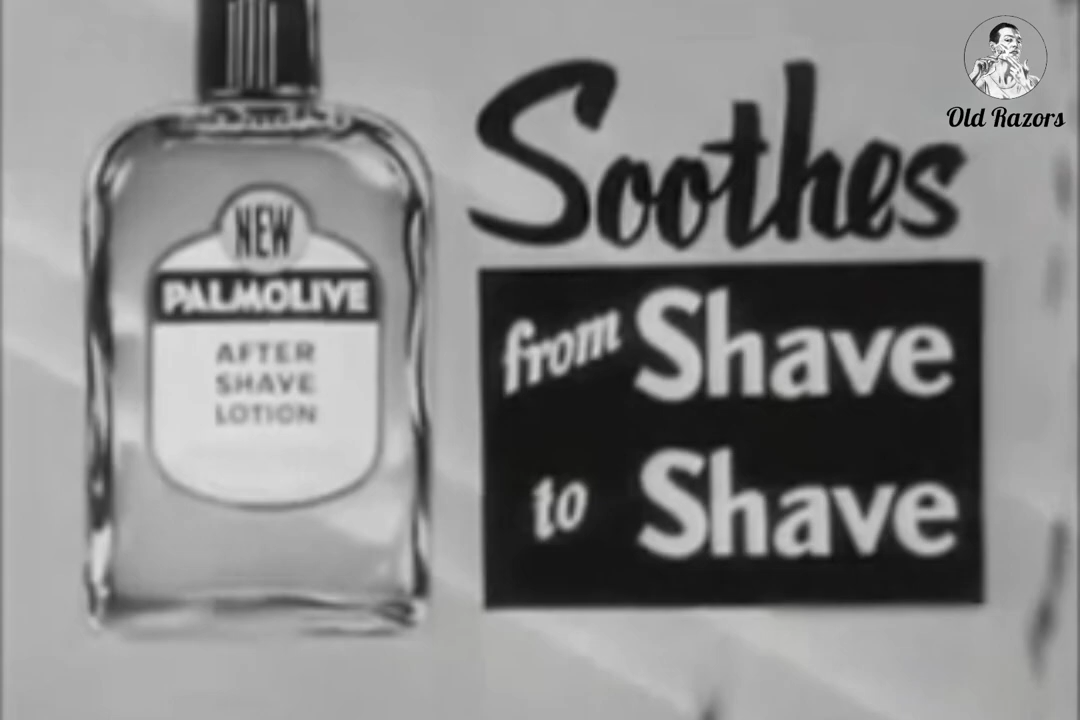 Old Razors
NEW
PALMOLIVE
AFTER
SHAVE
LOTION
Soothes
from Shave
to Shave